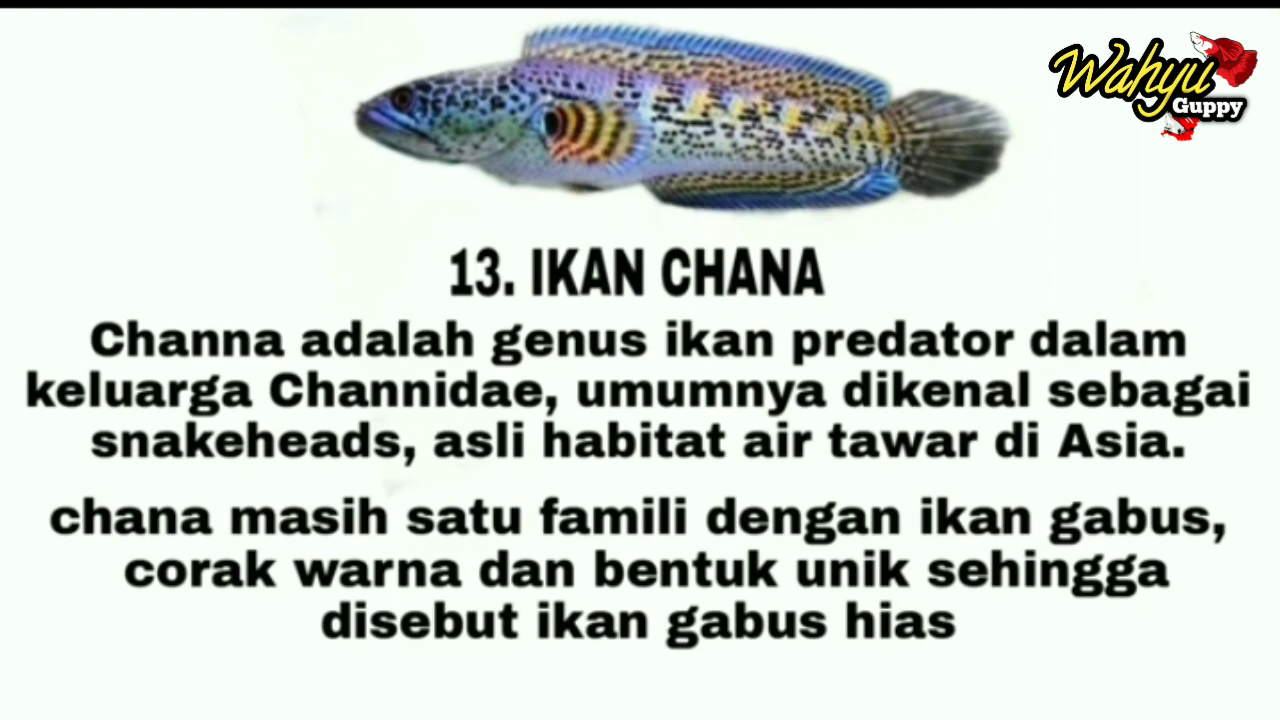 Wahyu
Guppy
13. IKAN CHANA
Channa adalah genus ikan predator dalam
keluarga Channidae, umumnya dikenal sebagai
snakeheads, asli habitat air tawar di Asia.
chana masih satu famili dengan ikan gabus,
corak warna dan bentuk unik sehingga
disebut ikan gabus hias